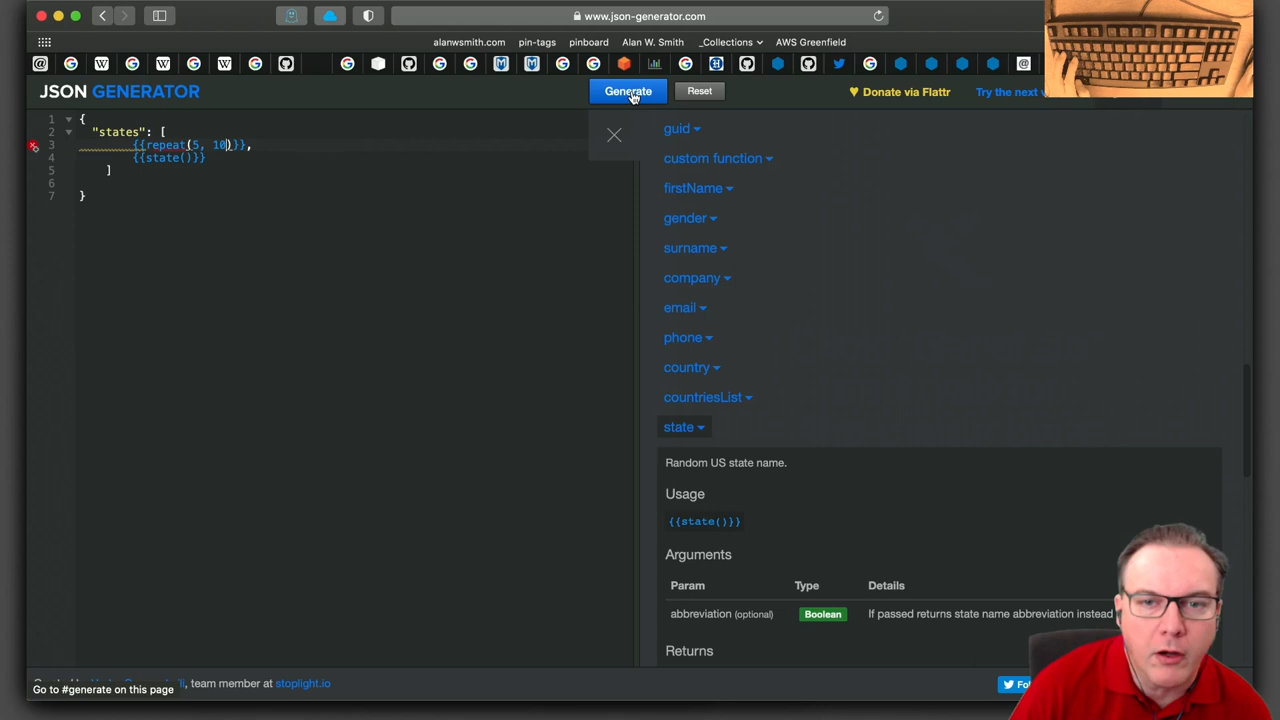 www.json-generator.com
alanwsmith.com pin-tags pinboard Alan W. Smith _Collections AWS Greenfield
JSON GENERATOR
Generate
Reset
Donate via Flattr
Try the next
1 {
2 "states": [
3 {{repeat(5, 10)}},
4 {{state()}}
5 ]
6
7 }
guid
custom function
firstName
gender
surname
company
email
phone
country
countriesList
state
Random US state name.
Usage
{{state()}}
Arguments
Param Type Details
abbreviation (optional) Boolean If passed returns state name abbreviation instead
Returns
, team member at stoplight.io
Go to #generate on this page